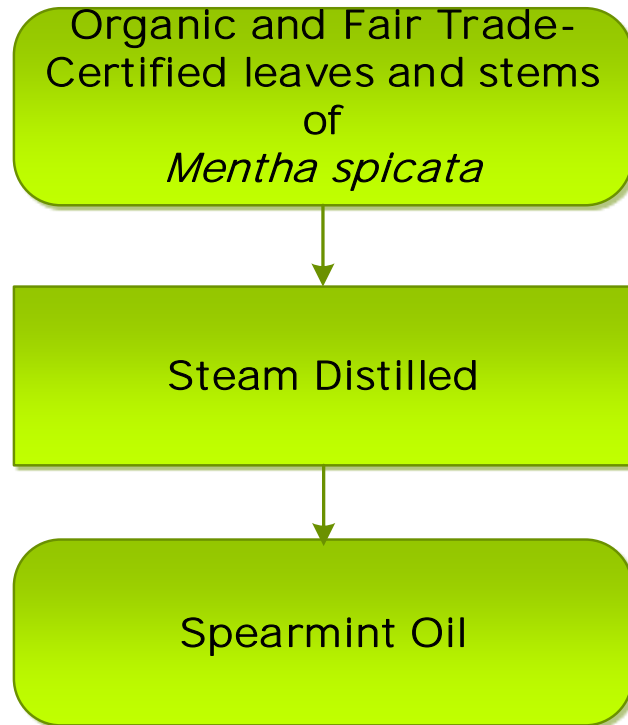 Organic and Fair Trade-
Certified leaves and stems
of
Mentha spicata
Steam Distilled
Spearmint Oil